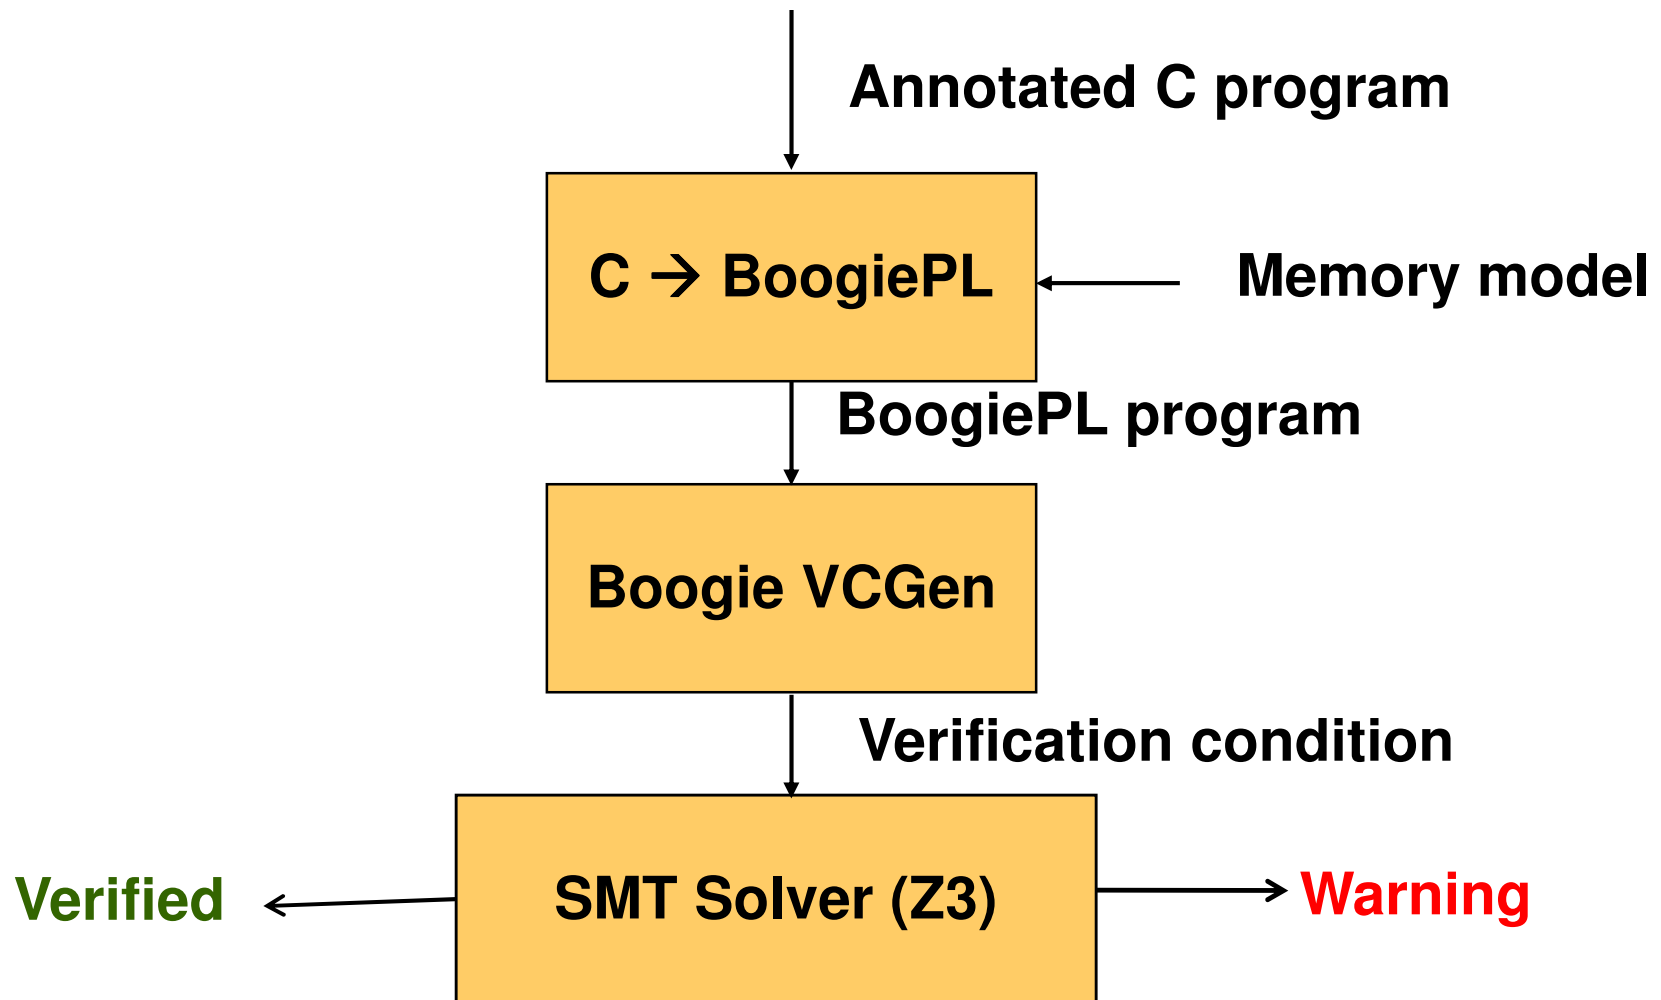 Annotated C program
C → BoogiePL
Memory model
BoogiePL program
Boogie VCGen
Verification condition
Verified
SMT Solver (Z3)
Warning